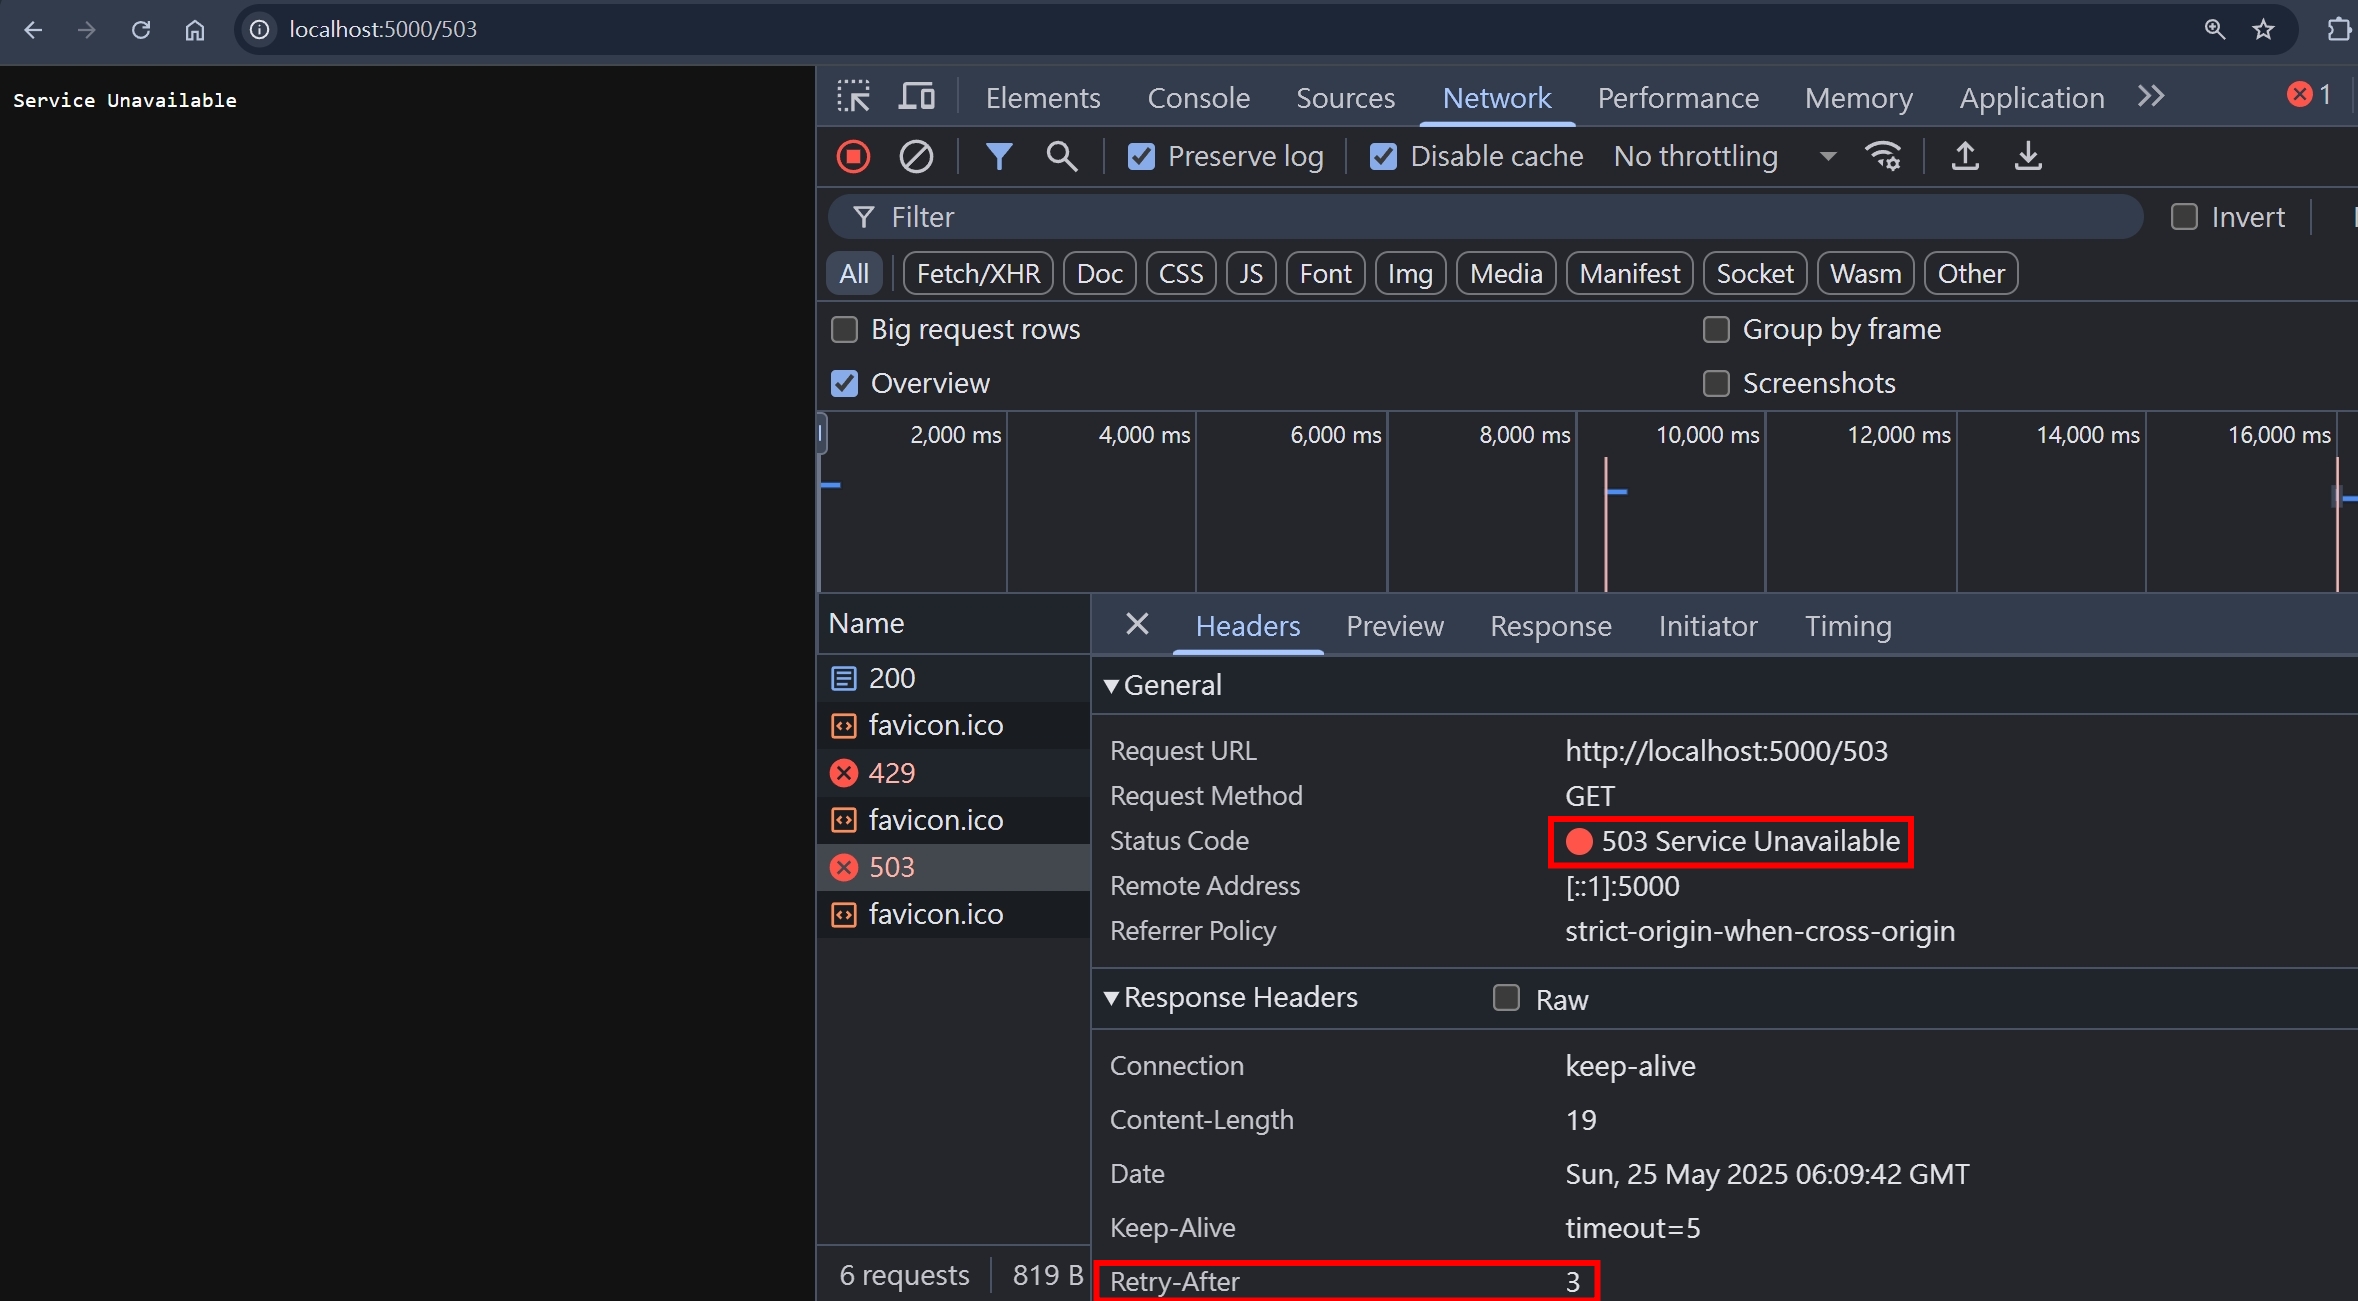 localhost:5000/503
Service Unavailable
Elements Console Sources Network Performance Memory Application 1
Preserve log Disable cache No throttling
Filter Invert
All Fetch/XHR Doc CSS JS Font Img Media Manifest Socket Wasm Other
Big request rows Group by frame
Overview Screenshots
2,000 ms 4,000 ms 6,000 ms 8,000 ms 10,000 ms 12,000 ms 14,000 ms 16,000 ms
Name
200
favicon.ico
429
favicon.ico
503
favicon.ico
6 requests 819 B
Headers Preview Response Initiator Timing
General
Request URL http://localhost:5000/503
Request Method GET
Status Code 503 Service Unavailable
Remote Address [::1]:5000
Referrer Policy strict-origin-when-cross-origin
Response Headers Raw
Connection keep-alive
Content-Length 19
Date Sun, 25 May 2025 06:09:42 GMT
Keep-Alive timeout=5
Retry-After 3